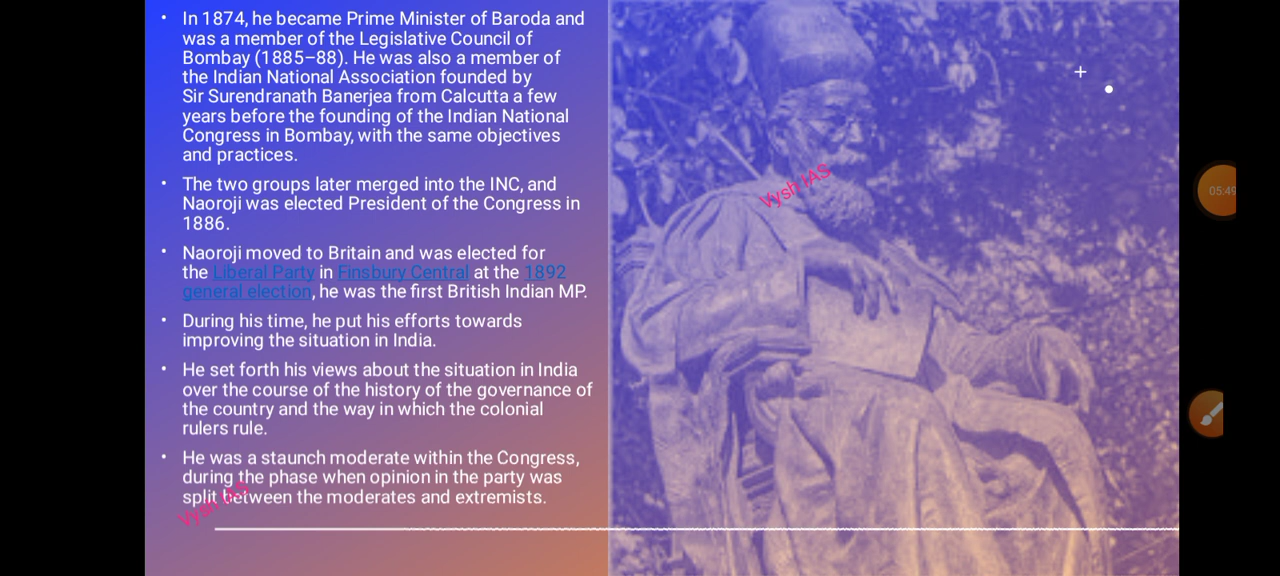 • In 1874, he became Prime Minister of Baroda and
was a member of the Legislative Council of
Bombay (1885–88). He was also a member of
the Indian National Association founded by
Sir Surendranath Banerjea from Calcutta a few
years before the founding of the Indian National
Congress in Bombay, with the same objectives
and practices.
• The two groups later merged into the INC, and
Naoroji was elected President of the Congress in
1886.
• Naoroji moved to Britain and was elected for
the Liberal Party in Finsbury Central at the 1892
general election, he was the first British Indian MP.
• During his time, he put his efforts towards
improving the situation in India.
• He set forth his views about the situation in India
over the course of the history of the governance of
the country and the way in which the colonial
rulers rule.
• He was a staunch moderate within the Congress,
during the phase when opinion in the party was
split between the moderates and extremists.
Vysh IAS
Vysh IAS
05:49